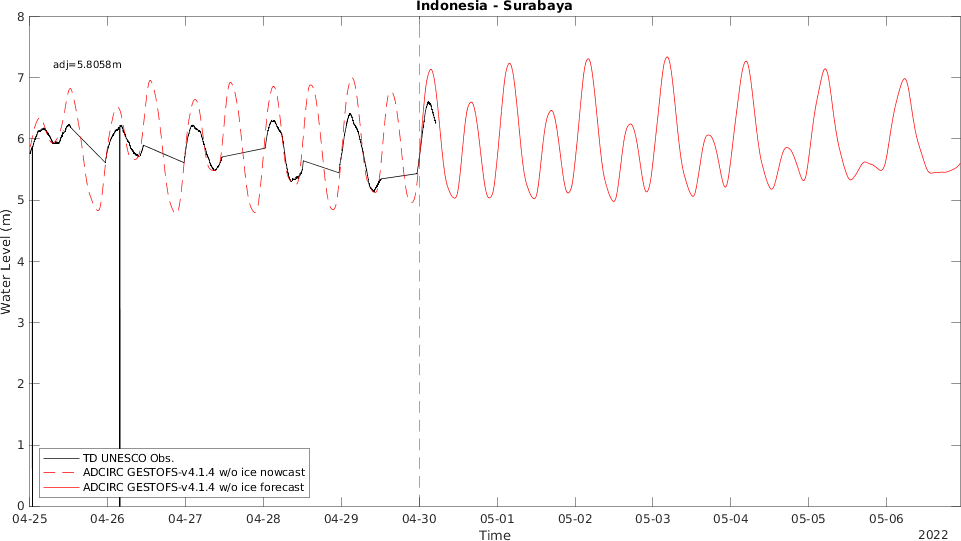 Indonesia - Surabaya
8
7
6
5
4
3
2
1
0
Water Level (m)
adj=5.8058m
TD UNESCO Obs.
ADCIRC GESTOFS-v4.1.4 w/o ice nowcast
ADCIRC GESTOFS-v4.1.4 w/o ice forecast
04-25 04-26 04-27 04-28 04-29 04-30 05-01 05-02 05-03 05-04 05-05 05-06
Time
2022